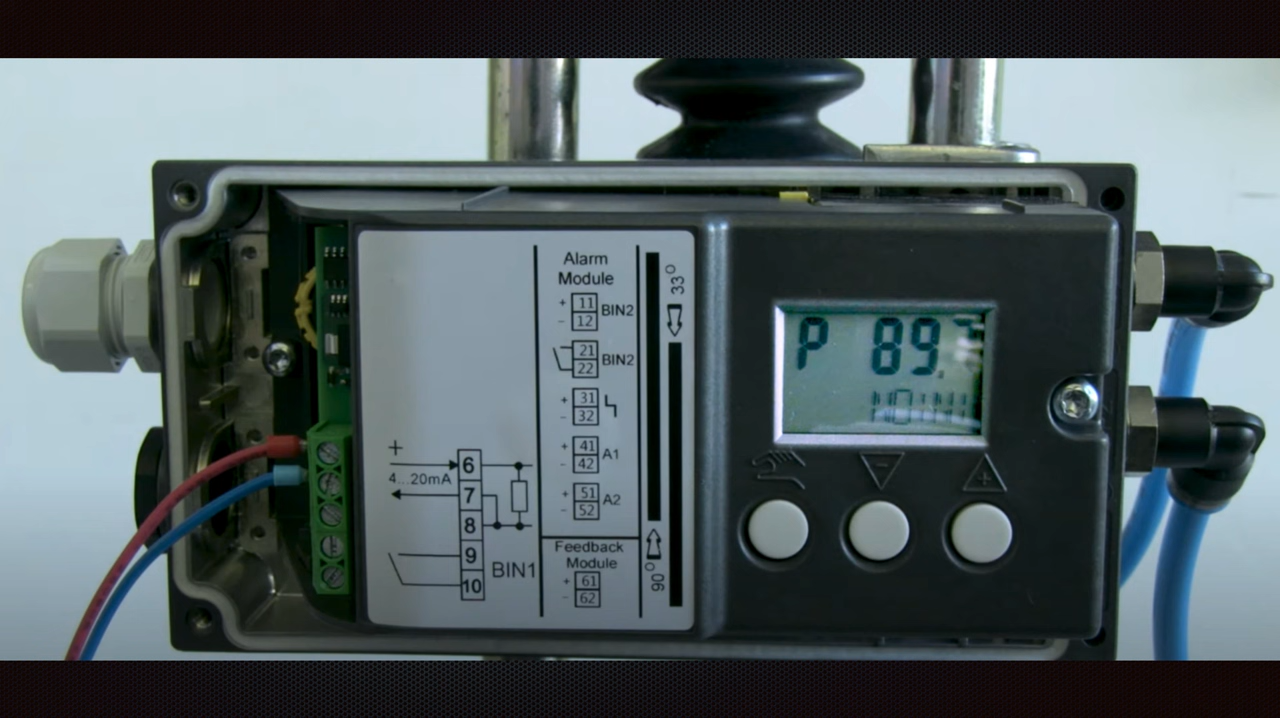 Alarm
Module
+ 11 BIN2
- 12
21 BIN2
22
+ 31
- 32
+ 41 A1
- 42
+ 51 A2
- 52
Feedback
Module
+ 61
- 62
33°
90°
+
6
4...20mA
7
8
9
BIN1
10
P 89.
- +